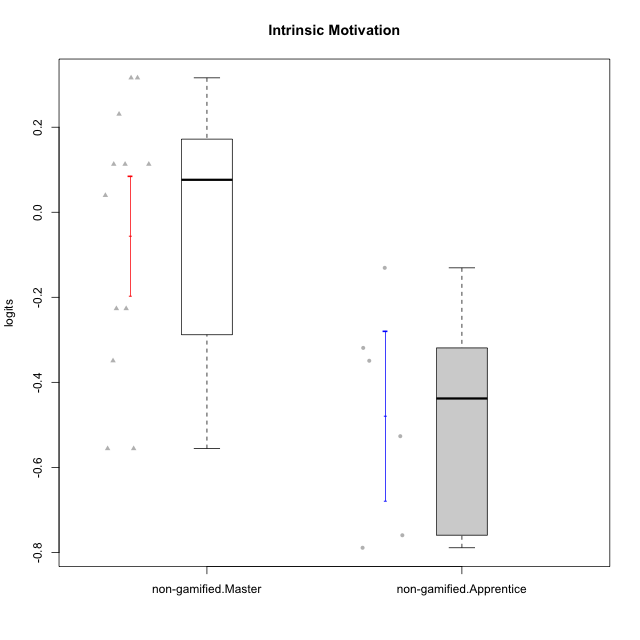 Intrinsic Motivation
logits
0.2
0.0
-0.2
-0.4
-0.6
-0.8
non-gamified.Master
non-gamified.Apprentice